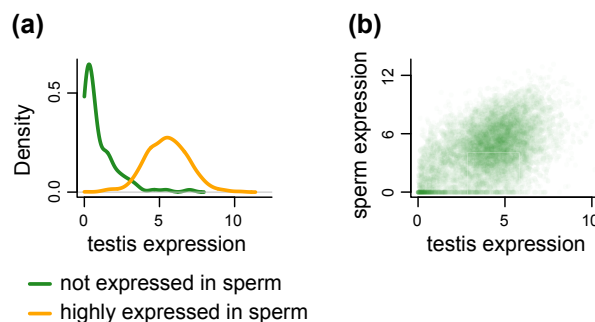 (a)
Density
0.0
0.5
0
5
10
testis expression
not expressed in sperm
highly expressed in sperm
(b)
sperm expression
0
6
12
0
5
10
testis expression